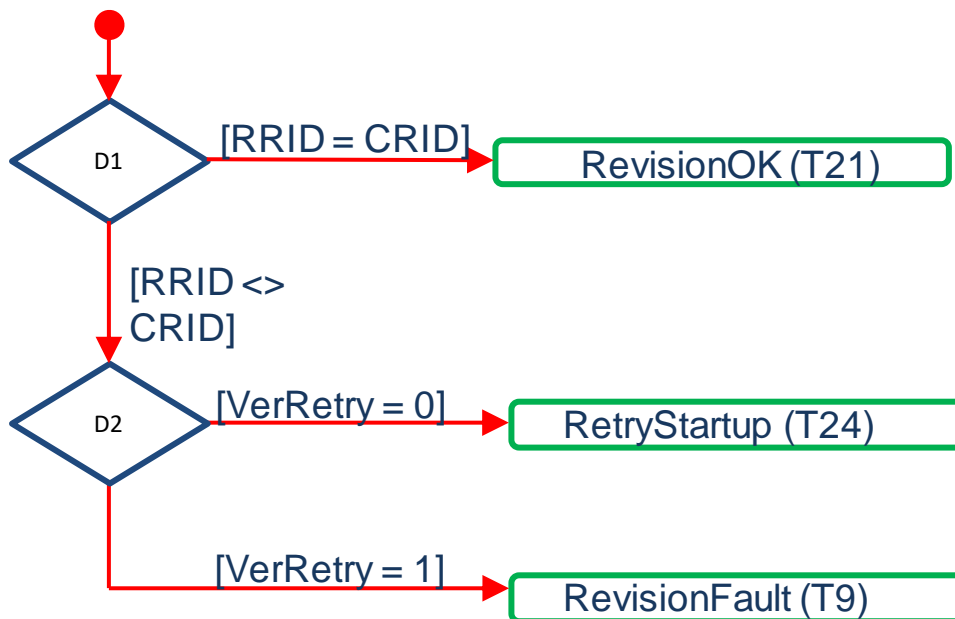 D1
[RRID = CRID]
RevisionOK (T21)
[RRID <>
CRID]
D2
[VerRetry = 0]
RetryStartup (T24)
[VerRetry = 1]
RevisionFault (T9)